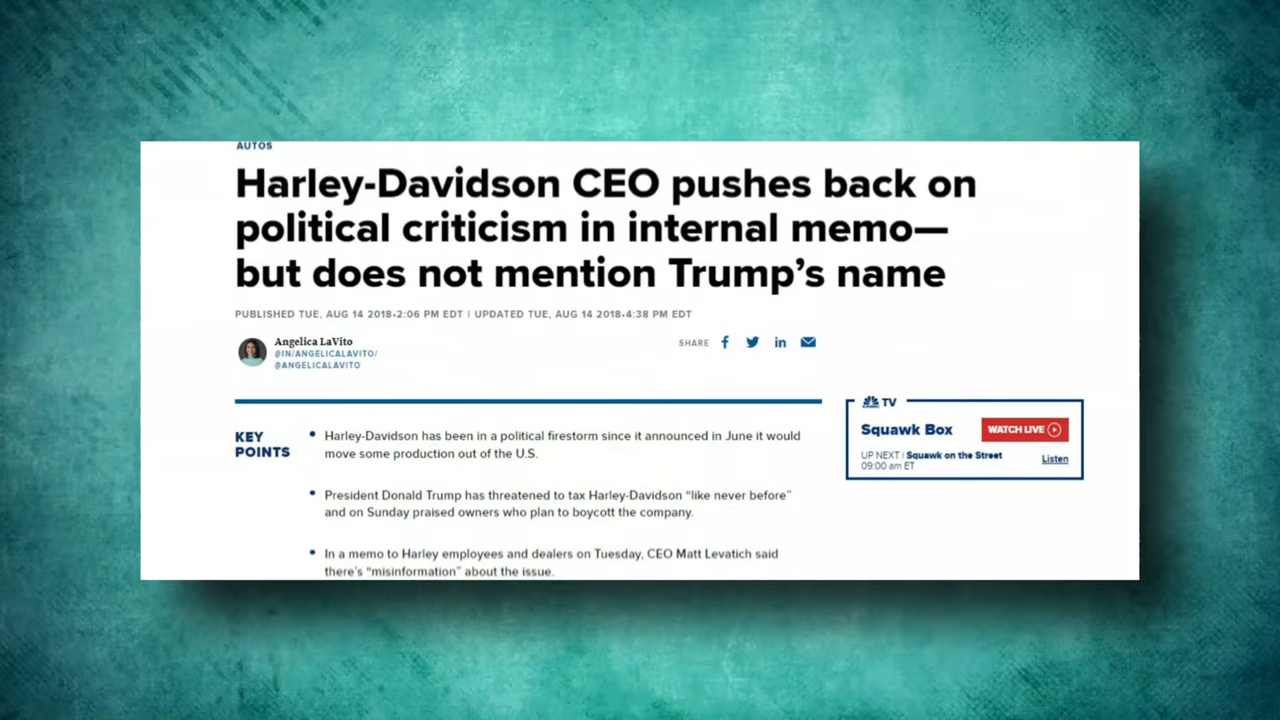 AUTOS
Harley-Davidson CEO pushes back on
political criticism in internal memo—
but does not mention Trump’s name
PUBLISHED TUE, AUG 14 2018•2:06 PM EDT | UPDATED TUE, AUG 14 2018•4:38 PM EDT
Angelica LaVito
@IN/ANGELICALAVITO/
@ANGELICALAVITO
SHARE
KEY
POINTS
• Harley-Davidson has been in a political firestorm since it announced in June it would
move some production out of the U.S.
• President Donald Trump has threatened to tax Harley-Davidson “like never before”
and on Sunday praised owners who plan to boycott the company.
• In a memo to Harley employees and dealers on Tuesday, CEO Matt Levatich said
there’s “misinformation” about the issue.
CNBC TV
Squawk Box
WATCH LIVE
UP NEXT | Squawk on the Street
09:00 am ET
Listen